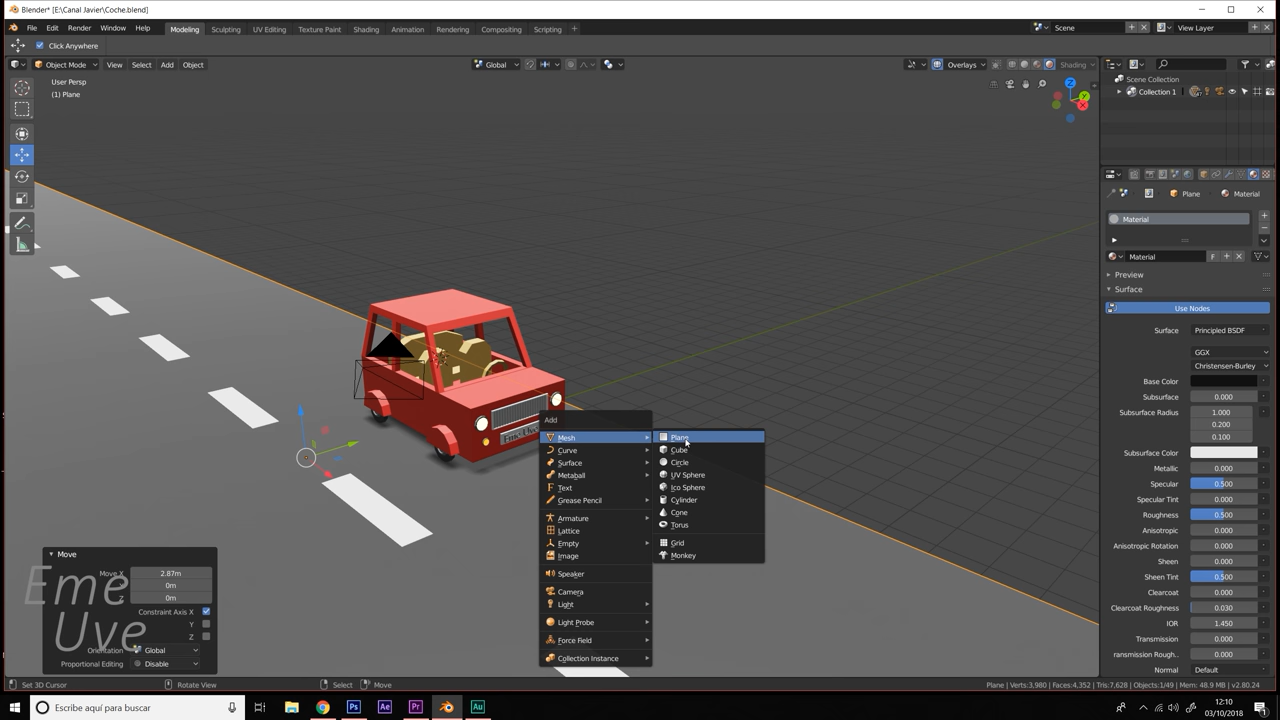 Blender* [E:\Canal Javier\Coche.blend]
File Edit Render Window Help
Modeling Sculpting UV Editing Texture Paint Shading Animation Rendering Compositing Scripting +
Scene View Layer
Click Anywhere
Object Mode View Select Add Object
Global Overlays Shading
User Persp
(1) Plane
Scene Collection
Collection 1
Plane Material
Material
Material F
Preview
Surface
Use Nodes
Surface Principled BSDF
GGX
Christensen-Burley
Base Color
Subsurface 0.000
Subsurface Radius 1.000
0.200
0.100
Subsurface Color
Metallic 0.000
Specular 0.500
Specular Tint 0.000
Roughness 0.500
Anisotropic 0.000
Anisotropic Rotation 0.000
Sheen 0.000
Sheen Tint 0.500
Clearcoat 0.000
Clearcoat Roughness 0.030
IOR 1.450
Transmission 0.000
ransmission Rough.. 0.000
Normal Default
Add
Mesh
Curve
Surface
Metaball
Text
Grease Pencil
Armature
Lattice
Empty
Image
Speaker
Camera
Light
Light Probe
Force Field
Collection Instance
Plane
Cube
Circle
UV Sphere
Ico Sphere
Cylinder
Cone
Torus
Grid
Monkey
Move
Move X 2.87m
0m
Z 0m
Constraint Axis X
Y
Z
Orientation Global
Proportional Editing Disable
Eme
Uve
Set 3D Cursor Rotate View Select Move
Plane | Verts:3,980 | Faces:4,352 | Tris:7,628 | Objects:1/49 | Mem: 48.9 MB | v2.80.24
Escribe aquí para buscar
Ps Ae Pr Au
12:10
03/10/2018